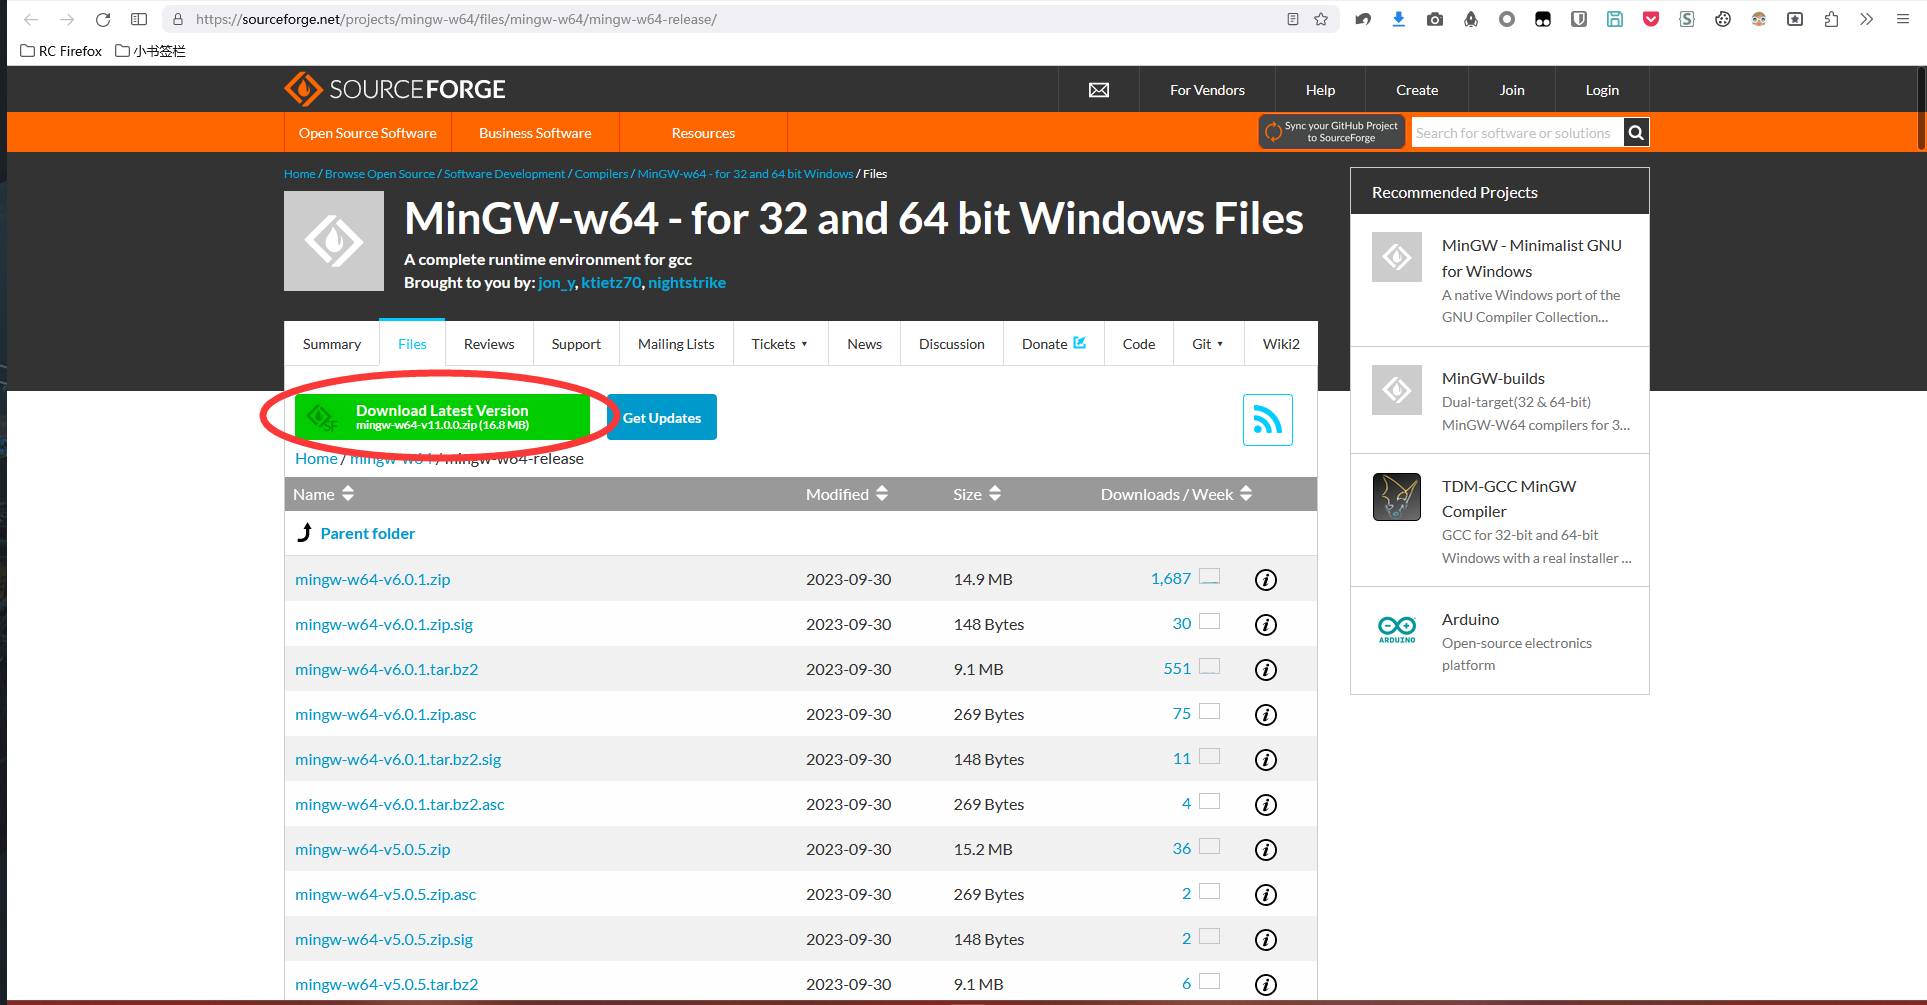 https://sourceforge.net/projects/mingw-w64/files/mingw-w64/mingw-w64-release/
RC Firefox 小书签栏
SOURCEFORGE
For Vendors Help Create Join Login
Open Source Software Business Software Resources
Sync your GitHub Project
to SourceForge
Search for software or solutions
Home / Browse Open Source / Software Development / Compilers / MinGW-w64 - for 32 and 64 bit Windows / Files
MinGW-w64 - for 32 and 64 bit Windows Files
A complete runtime environment for gcc
Brought to you by: jon_y, ktietz70, nightstrike
Summary Files Reviews Support Mailing Lists Tickets News Discussion Donate Code Git Wiki2
Download Latest Version
mingw-w64-v11.0.0.zip (16.8 MB)
SF
Get Updates
Home / mingw-w64 / mingw-w64-release
Name Modified Size Downloads / Week
Parent folder
mingw-w64-v6.0.1.zip 2023-09-30 14.9 MB 1,687
mingw-w64-v6.0.1.zip.sig 2023-09-30 148 Bytes 30
mingw-w64-v6.0.1.tar.bz2 2023-09-30 9.1 MB 551
mingw-w64-v6.0.1.zip.asc 2023-09-30 269 Bytes 75
mingw-w64-v6.0.1.tar.bz2.sig 2023-09-30 148 Bytes 11
mingw-w64-v6.0.1.tar.bz2.asc 2023-09-30 269 Bytes 4
mingw-w64-v5.0.5.zip 2023-09-30 15.2 MB 36
mingw-w64-v5.0.5.zip.asc 2023-09-30 269 Bytes 2
mingw-w64-v5.0.5.zip.sig 2023-09-30 148 Bytes 2
mingw-w64-v5.0.5.tar.bz2 2023-09-30 9.1 MB 6
Recommended Projects
MinGW - Minimalist GNU
for Windows
A native Windows port of the
GNU Compiler Collection...
MinGW-builds
Dual-target(32 & 64-bit)
MinGW-W64 compilers for 3...
TDM-GCC MinGW
Compiler
GCC for 32-bit and 64-bit
Windows with a real installer ...
ARDUINO
Arduino
Open-source electronics
platform